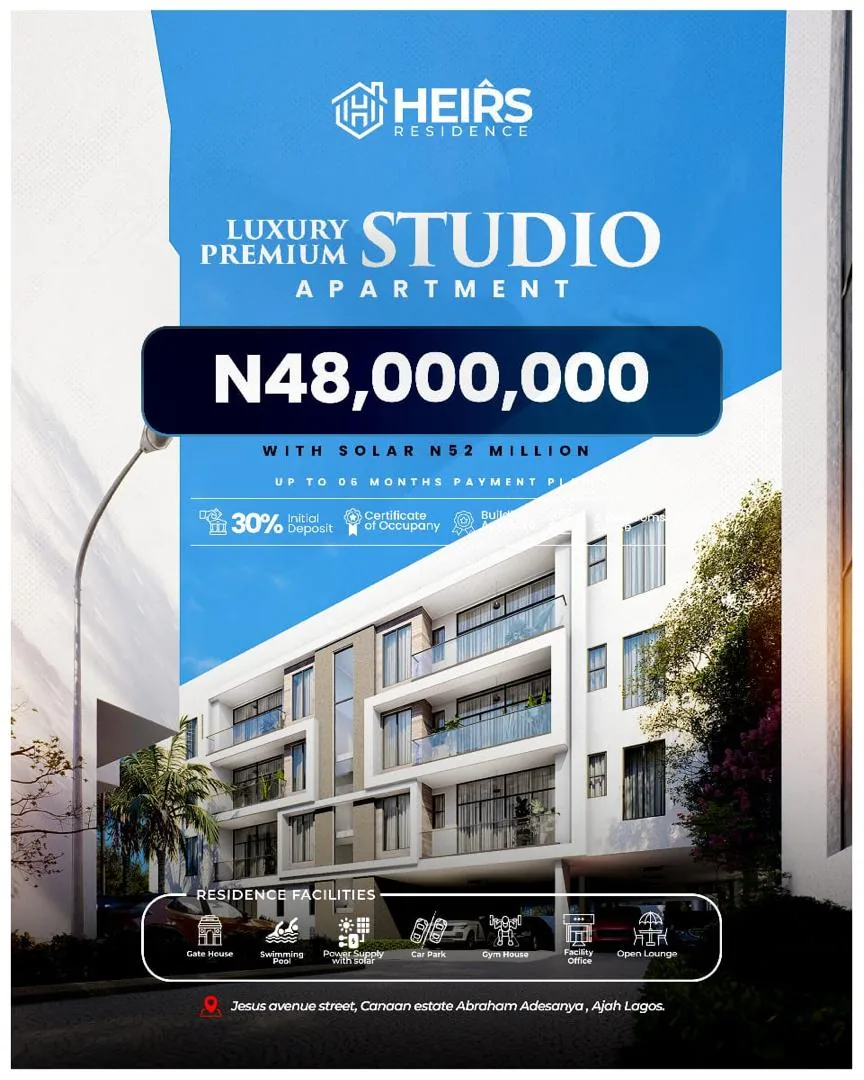 HEIRS
RESIDENCE
LUXURY
PREMIUM
STUDIO
APARTMENT
N48,000,000
WITH SOLAR N52 MILLION
UP TO 06 MONTHS PAYMENT
30%
Initial
Deposit
Certificate
of Occupany
RESIDENCE FACILITIES
Gate House
Swimming
Pool
Power Supply
with solar
Car Park
Gym House
Facility
Office
Open Lounge
Jesus avenue street, Canaan estate Abraham Adesanya , Ajah Lagos.